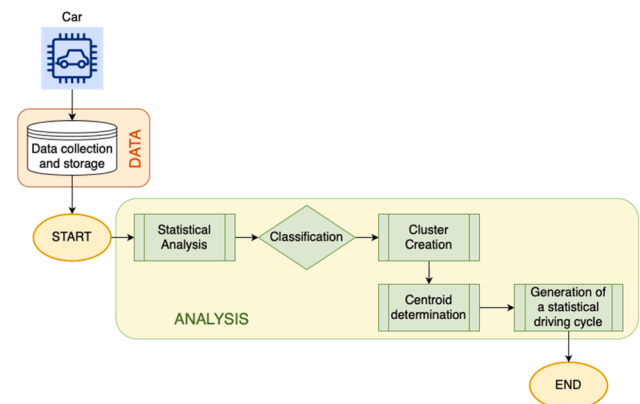 Car
Data collection
and storage
DATA
START
Statistical
Analysis
Classification
Cluster
Creation
Centroid
determination
Generation of
a statistical
driving cycle
ANALYSIS
END